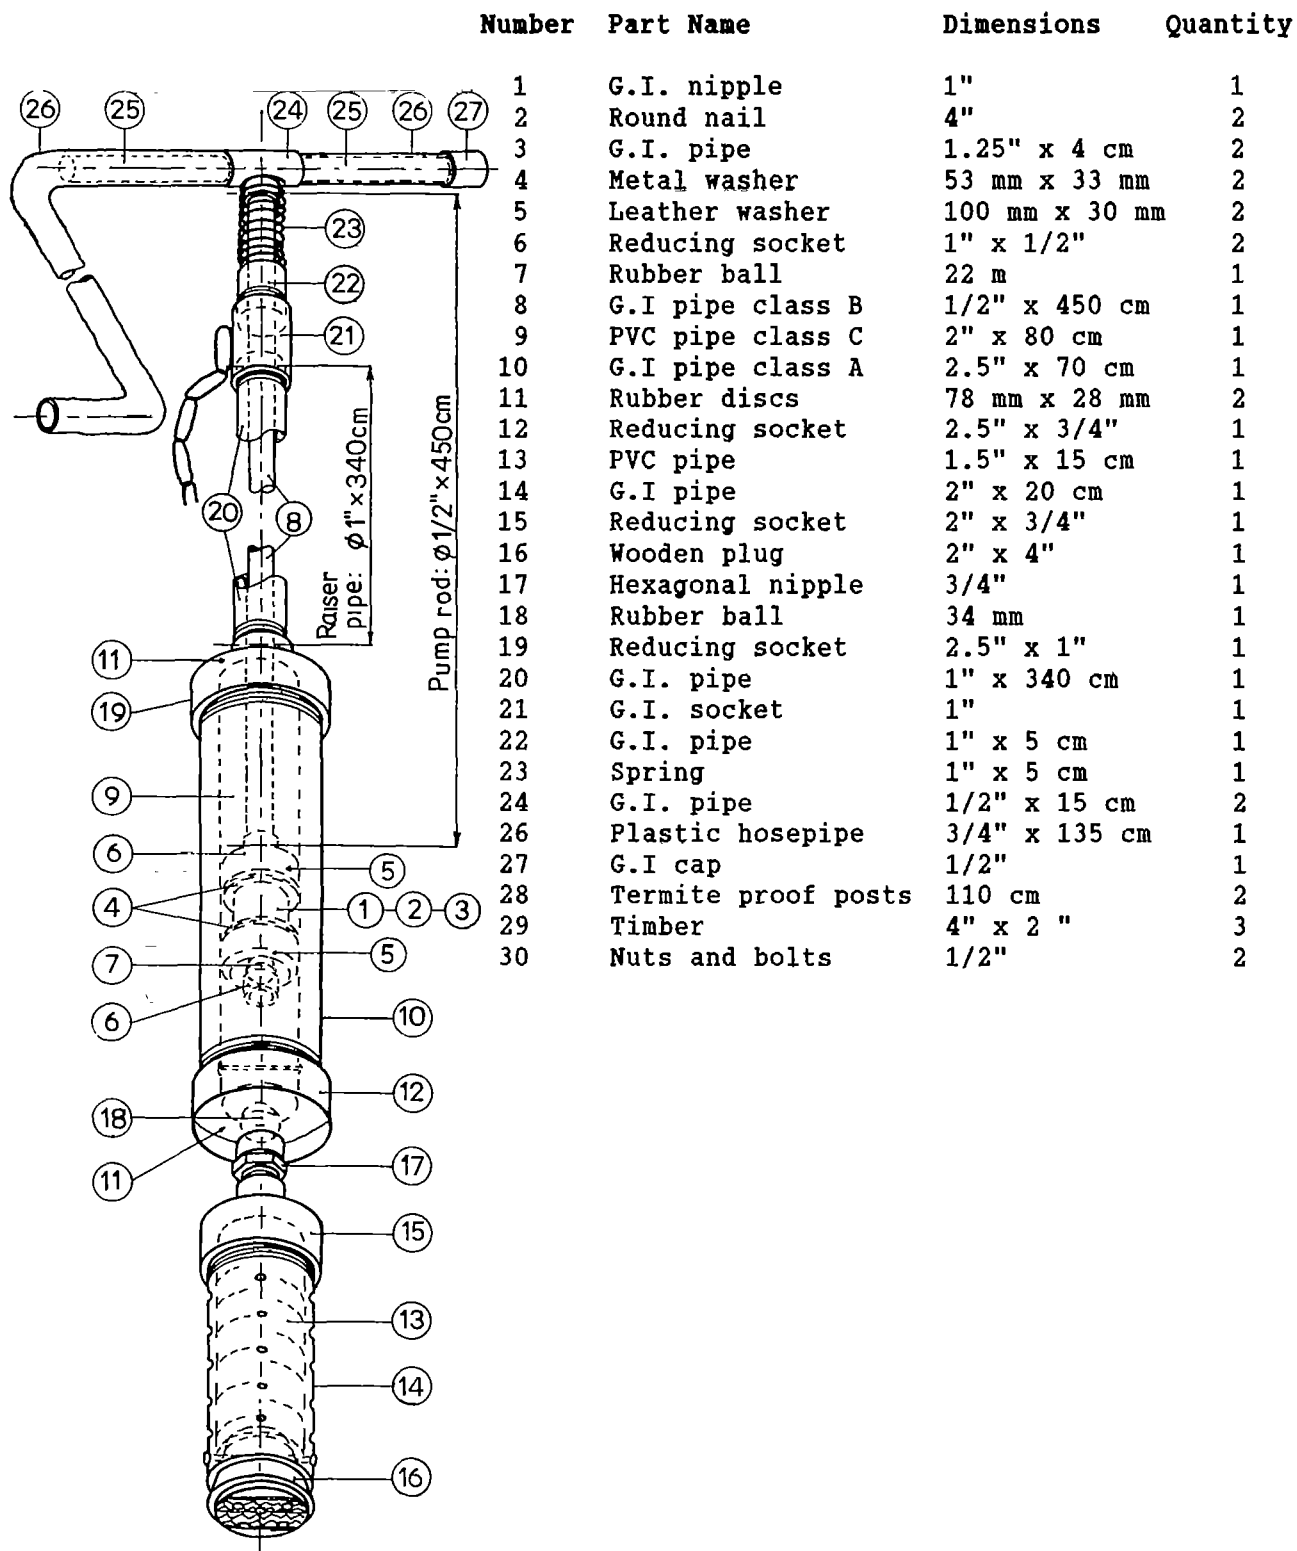 Number Part Name Dimensions Quantity
1 G.I. nipple 1" 1
2 Round nail 4" 2
3 G.I. pipe 1.25" x 4 cm 2
4 Metal washer 53 mm x 33 mm 2
5 Leather washer 100 mm x 30 mm 2
6 Reducing socket 1" x 1/2" 2
7 Rubber ball 22 m 1
8 G.I pipe class B 1/2" x 450 cm 1
9 PVC pipe class C 2" x 80 cm 1
10 G.I pipe class A 2.5" x 70 cm 1
11 Rubber discs 78 mm x 28 mm 2
12 Reducing socket 2.5" x 3/4" 1
13 PVC pipe 1.5" x 15 cm 1
14 G.I pipe 2" x 20 cm 1
15 Reducing socket 2" x 3/4" 1
16 Wooden plug 2" x 4" 1
17 Hexagonal nipple 3/4" 1
18 Rubber ball 34 mm 1
19 Reducing socket 2.5" x 1" 1
20 G.I. pipe 1" x 340 cm 1
21 G.I. socket 1" 1
22 G.I. pipe 1" x 5 cm 1
23 Spring 1" x 5 cm 1
24 G.I. pipe 1/2" x 15 cm 2
26 Plastic hosepipe 3/4" x 135 cm 1
27 G.I cap 1/2" 1
28 Termite proof posts 110 cm 2
29 Timber 4" x 2 " 3
30 Nuts and bolts 1/2" 2
26 25 24 25 26 27
23
22
21
20 8
Raiser
pipe: ϕ1"×340cm
Pump rod: ϕ1/2"×450cm
11
19
9
6
5
4
1 2 3
5
7
6
10
12
18
17
11
15
13
14
16